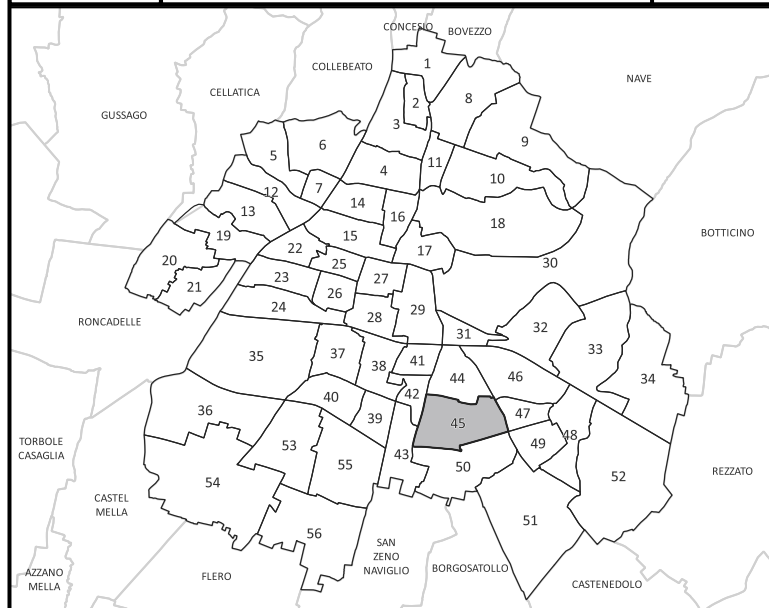 CONCESIO
BOVEZZO
1
COLLEBEATO
NAVE
8
CELLATICA
2
GUSSAGO
3
9
6
5
11
4
10
7
12
14
13
16
18
BOTTICINO
19
15
22
17
20
25
30
23
27
21
26
24
29
28
RONCADELLE
32
31
33
35
37
41
38
44
46
34
40
42
36
39
47
45
48
49
TORBOLE
CASAGLIA
53
43
55
50
52
REZZATO
54
CASTEL
MELLA
51
56
SAN
ZENO
NAVIGLIO
BORGOSATOLLO
AZZANO
MELLA
FLERO
CASTENEDOLO